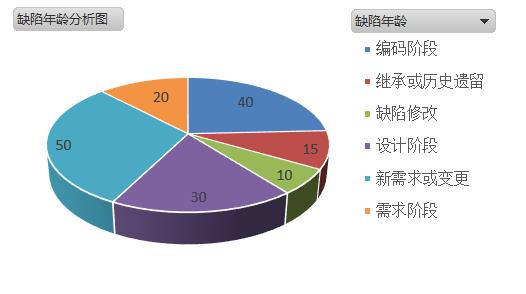 缺陷年龄分析图
缺陷年龄
编码阶段
继承或历史遗留
缺陷修改
设计阶段
新需求或变更
需求阶段
20
40
50
15
10
30